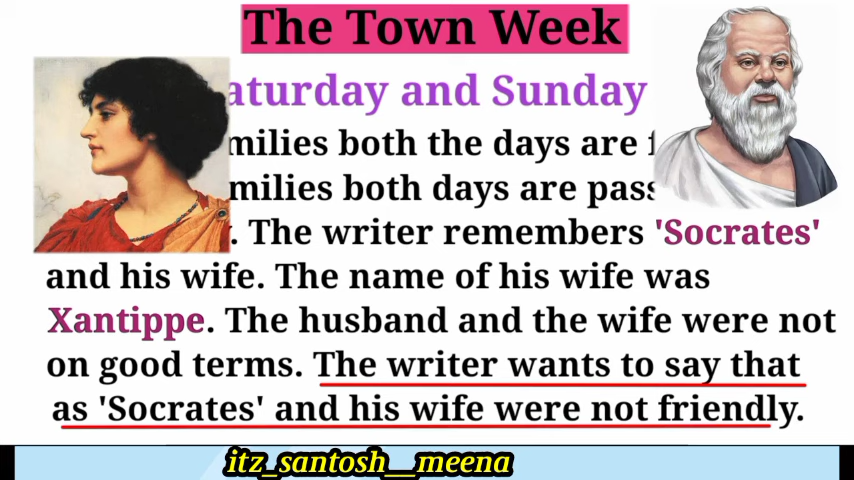 The Town Week
aturday and Sunday
milies both the days are
milies both days are pass
. The writer remembers 'Socrates'
and his wife. The name of his wife was
Xantippe. The husband and the wife were not
on good terms. The writer wants to say that
as 'Socrates' and his wife were not friendly.
itz_santosh__meena